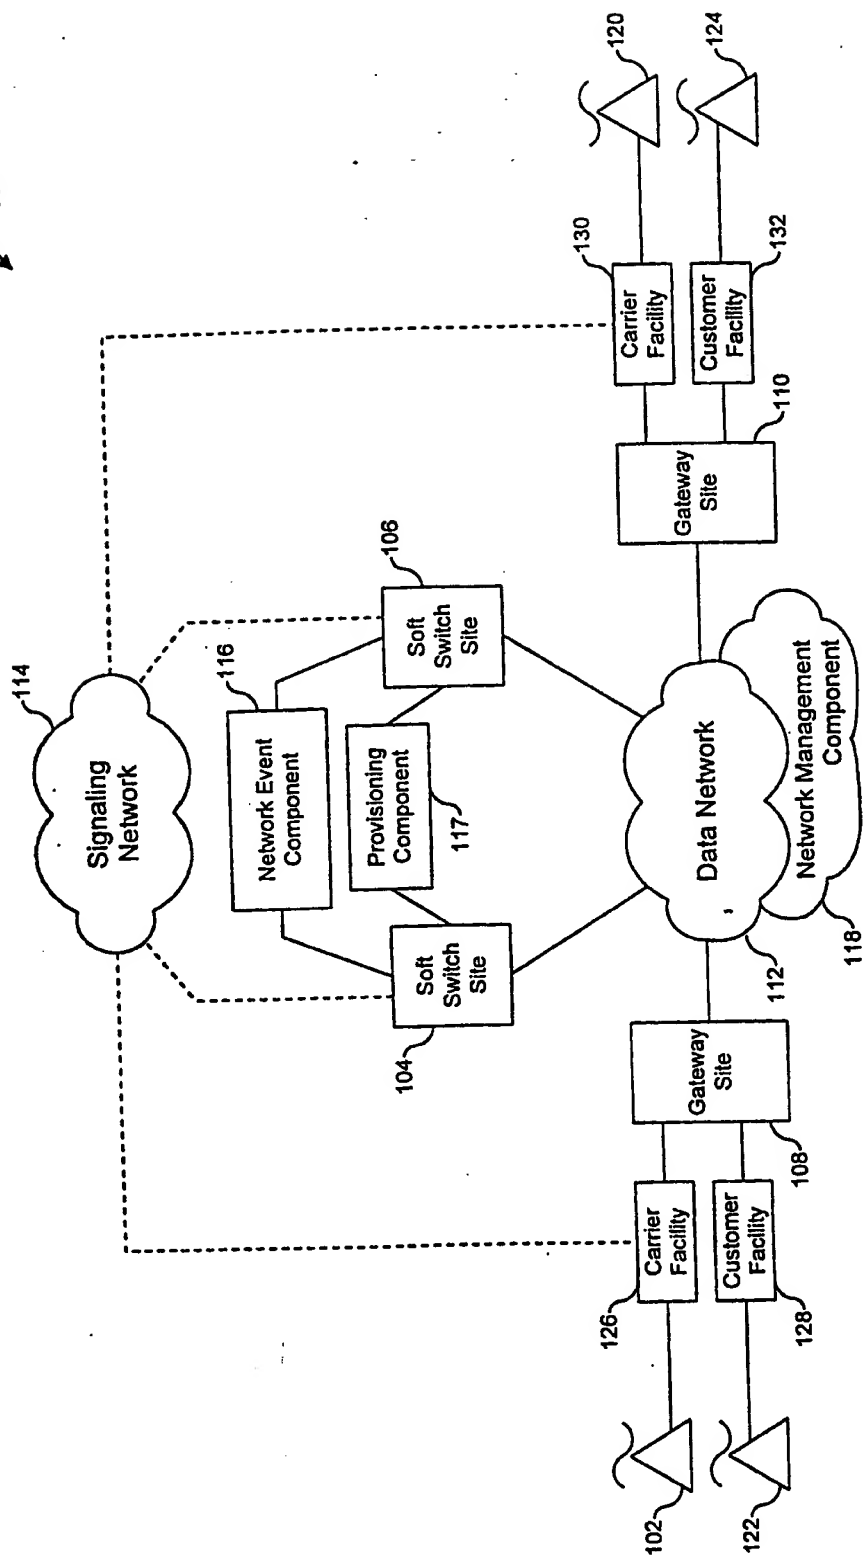 114
Signaling
Network
116
Network Event
Component
106
Soft
Switch
Site
Provisioning
Component
117
Soft
Switch
Site
104
Data Network
112
Network Management
Component
118
Gateway
Site
108
Gateway
Site
110
Carrier
Facility
126
Customer
Facility
128
102
122
130
Carrier
Facility
Customer
Facility
132
120
124